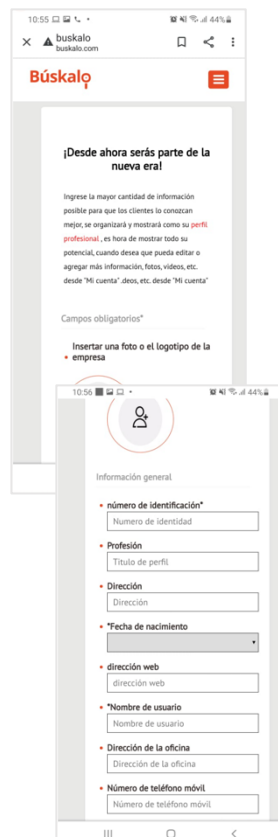 10:55 44%
buskalo
buskalo.com
Búskalo
¡Desde ahora serás parte de la
nueva era!
Ingrese la mayor cantidad de información
posible para que los clientes lo conozcan
mejor, se organizará y mostrará como su perfil
profesional , es hora de mostrar todo su
potencial, cuando desea que pueda editar o
agregar más información, fotos, videos, etc.
desde "Mi cuenta" .deos, etc. desde "Mi cuenta"
Campos obligatorios*
Insertar una foto o el logotipo de la
empresa
10:56 44%
Información general
número de identificación*
Numero de identidad
Profesión
Titulo de perfil
Dirección
Dirección
*Fecha de nacimiento
dirección web
dirección web
*Nombre de usuario
Nombre de usuario
Dirección de la oficina
Dirección de la oficina
Número de teléfono móvil
Número de teléfono móvil